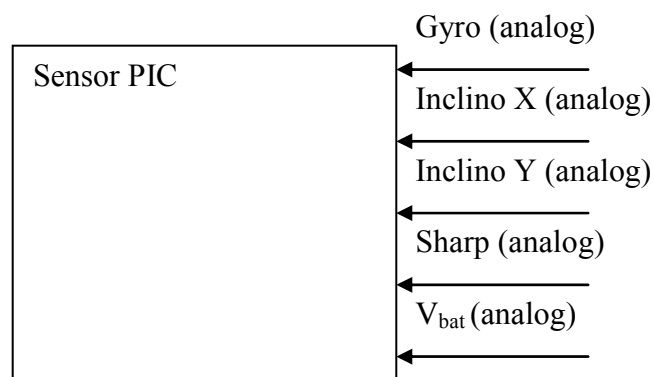 Gyro (analog)
Sensor PIC
Inclino X (analog)
Inclino Y (analog)
Sharp (analog)
Vbat (analog)